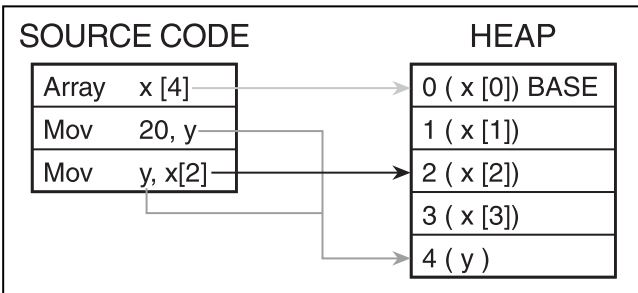 SOURCE CODE
Array x [4]
Mov 20, y
Mov y, x[2]
HEAP
0 ( x [0]) BASE
1 ( x [1])
2 ( x [2])
3 ( x [3])
4 ( y )